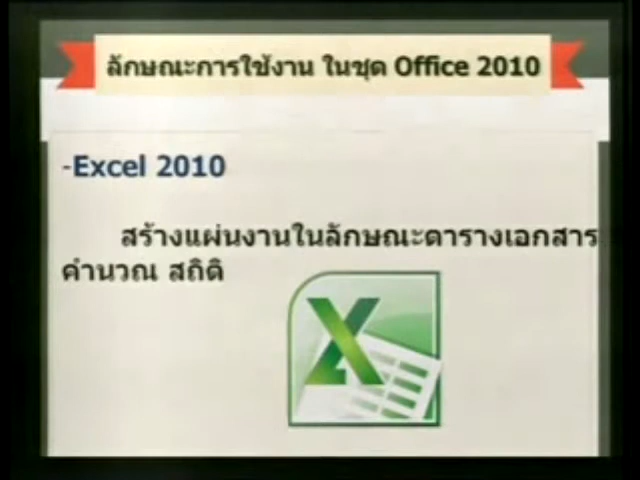 ลักษณะการใช้งาน ในชุด Office 2010
-Excel 2010
สร้างแผ่นงานในลักษณะตารางเอกสาร
คำนวณ สถิติ